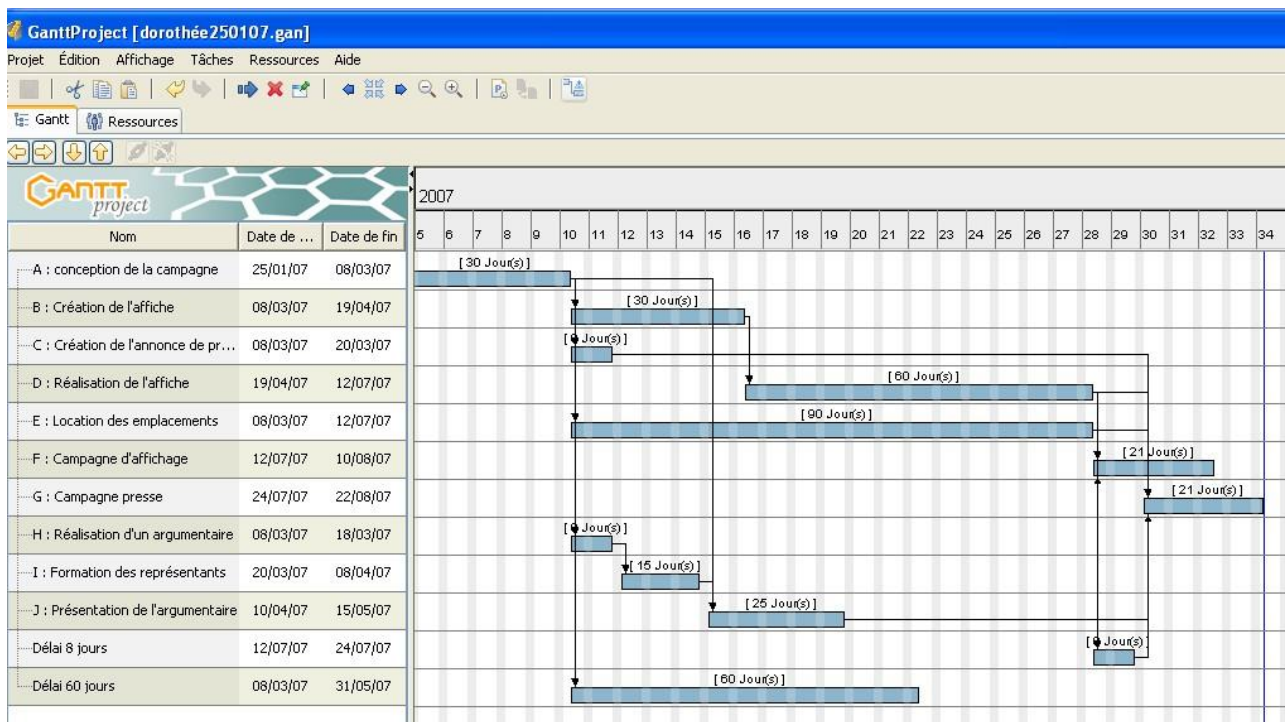 GanttProject [dorothée250107.gan]
Projet Édition Affichage Tâches Ressources Aide
Gantt Ressources
GANTT project
2007
Nom Date de ... Date de fin 5 6 7 8 9 10 11 12 13 14 15 16 17 18 19 20 21 22 23 24 25 26 27 28 29 30 31 32 33 34
A : conception de la campagne 25/01/07 08/03/07 [ 30 Jour(s) ]
B : Création de l'affiche 08/03/07 19/04/07 [ 30 Jour(s) ]
C : Création de l'annonce de pr... 08/03/07 20/03/07 Jour(s) ]
D : Réalisation de l'affiche 19/04/07 12/07/07 [ 60 Jour(s) ]
E : Location des emplacements 08/03/07 12/07/07 [ 90 Jour(s) ]
F : Campagne d'affichage 12/07/07 10/08/07 [ 21 Jour(s) ]
G : Campagne presse 24/07/07 22/08/07 [ 21 Jour(s) ]
H : Réalisation d'un argumentaire 08/03/07 18/03/07 Jour(s) ]
I : Formation des représentants 20/03/07 08/04/07 [ 15 Jour(s) ]
J : Présentation de l'argumentaire 10/04/07 15/05/07 [ 25 Jour(s) ]
Délai 8 jours 12/07/07 24/07/07 Jour(s) ]
Délai 60 jours 08/03/07 31/05/07 [ 60 Jour(s) ]